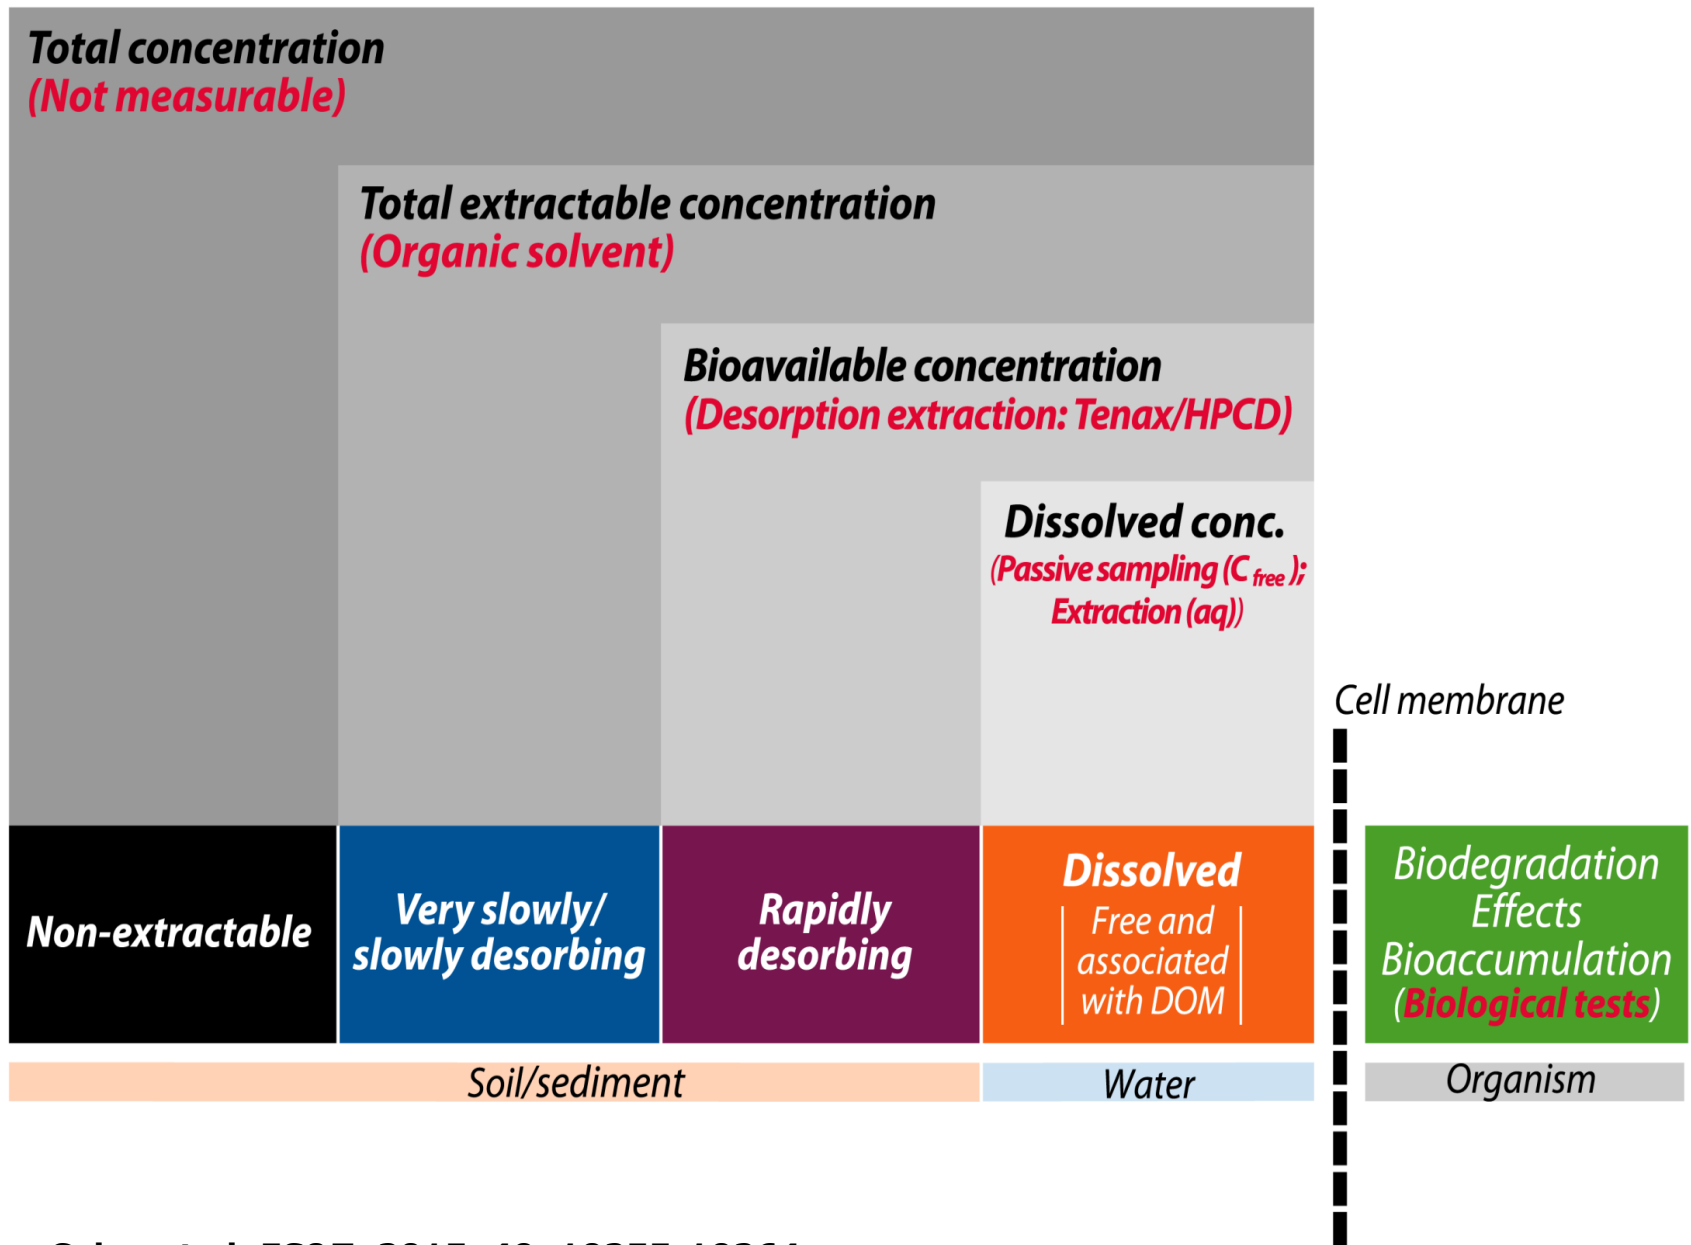 Total concentration
(Not measurable)
Total extractable concentration
(Organic solvent)
Bioavailable concentration
(Desorption extraction: Tenax/HPCD)
Dissolved conc.
(Passive sampling (C free );
Extraction (aq))
Cell membrane
Non-extractable
Very slowly/
slowly desorbing
Rapidly
desorbing
Dissolved
Free and
associated
with DOM
Biodegradation
Effects
Bioaccumulation
(Biological tests)
Soil/sediment
Water
Organism